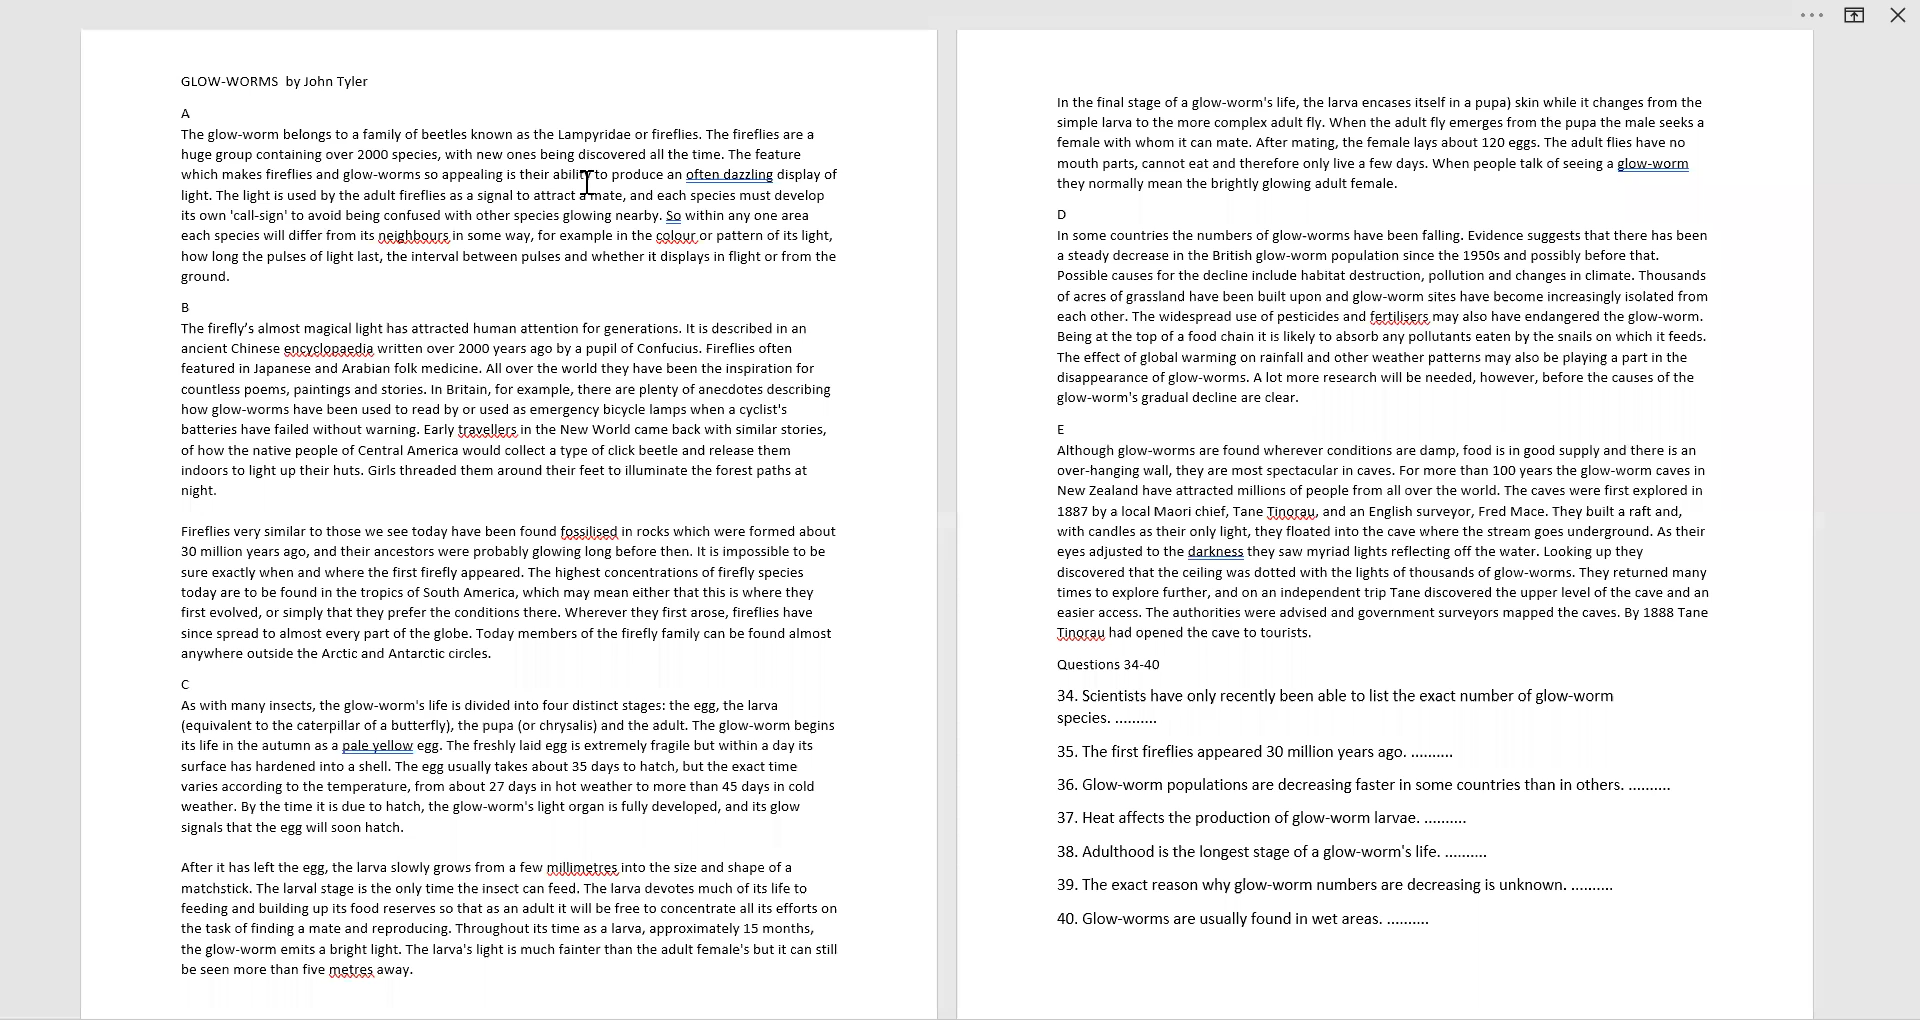 GLOW-WORMS  by John Tyler
A
The glow-worm belongs to a family of beetles known as the Lampyridae or fireflies. The fireflies are a
huge group containing over 2000 species, with new ones being discovered all the time. The feature
which makes fireflies and glow-worms so appealing is their ability to produce an often dazzling display of
light. The light is used by the adult fireflies as a signal to attract a mate, and each species must develop
its own 'call-sign' to avoid being confused with other species glowing nearby. So within any one area
each species will differ from its neighbours in some way, for example in the colour or pattern of its light,
how long the pulses of light last, the interval between pulses and whether it displays in flight or from the
ground.
B
The firefly’s almost magical light has attracted human attention for generations. It is described in an
ancient Chinese encyclopaedia written over 2000 years ago by a pupil of Confucius. Fireflies often
featured in Japanese and Arabian folk medicine. All over the world they have been the inspiration for
countless poems, paintings and stories. In Britain, for example, there are plenty of anecdotes describing
how glow-worms have been used to read by or used as emergency bicycle lamps when a cyclist's
batteries have failed without warning. Early travellers in the New World came back with similar stories,
of how the native people of Central America would collect a type of click beetle and release them
indoors to light up their huts. Girls threaded them around their feet to illuminate the forest paths at
night.
Fireflies very similar to those we see today have been found fossilised in rocks which were formed about
30 million years ago, and their ancestors were probably glowing long before then. It is impossible to be
sure exactly when and where the first firefly appeared. The highest concentrations of firefly species
today are to be found in the tropics of South America, which may mean either that this is where they
first evolved, or simply that they prefer the conditions there. Wherever they first arose, fireflies have
since spread to almost every part of the globe. Today members of the firefly family can be found almost
anywhere outside the Arctic and Antarctic circles.
C
As with many insects, the glow-worm's life is divided into four distinct stages: the egg, the larva
(equivalent to the caterpillar of a butterfly), the pupa (or chrysalis) and the adult. The glow-worm begins
its life in the autumn as a pale yellow egg. The freshly laid egg is extremely fragile but within a day its
surface has hardened into a shell. The egg usually takes about 35 days to hatch, but the exact time
varies according to the temperature, from about 27 days in hot weather to more than 45 days in cold
weather. By the time it is due to hatch, the glow-worm's light organ is fully developed, and its glow
signals that the egg will soon hatch.
After it has left the egg, the larva slowly grows from a few millimetres into the size and shape of a
matchstick. The larval stage is the only time the insect can feed. The larva devotes much of its life to
feeding and building up its food reserves so that as an adult it will be free to concentrate all its efforts on
the task of finding a mate and reproducing. Throughout its time as a larva, approximately 15 months,
the glow-worm emits a bright light. The larva's light is much fainter than the adult female's but it can still
be seen more than five metres away.
In the final stage of a glow-worm's life, the larva encases itself in a pupa) skin while it changes from the
simple larva to the more complex adult fly. When the adult fly emerges from the pupa the male seeks a
female with whom it can mate. After mating, the female lays about 120 eggs. The adult flies have no
mouth parts, cannot eat and therefore only live a few days. When people talk of seeing a glow-worm
they normally mean the brightly glowing adult female.
D
In some countries the numbers of glow-worms have been falling. Evidence suggests that there has been
a steady decrease in the British glow-worm population since the 1950s and possibly before that.
Possible causes for the decline include habitat destruction, pollution and changes in climate. Thousands
of acres of grassland have been built upon and glow-worm sites have become increasingly isolated from
each other. The widespread use of pesticides and fertilisers may also have endangered the glow-worm.
Being at the top of a food chain it is likely to absorb any pollutants eaten by the snails on which it feeds.
The effect of global warming on rainfall and other weather patterns may also be playing a part in the
disappearance of glow-worms. A lot more research will be needed, however, before the causes of the
glow-worm's gradual decline are clear.
E
Although glow-worms are found wherever conditions are damp, food is in good supply and there is an
over-hanging wall, they are most spectacular in caves. For more than 100 years the glow-worm caves in
New Zealand have attracted millions of people from all over the world. The caves were first explored in
1887 by a local Maori chief, Tane Tinorau, and an English surveyor, Fred Mace. They built a raft and,
with candles as their only light, they floated into the cave where the stream goes underground. As their
eyes adjusted to the darkness they saw myriad lights reflecting off the water. Looking up they
discovered that the ceiling was dotted with the lights of thousands of glow-worms. They returned many
times to explore further, and on an independent trip Tane discovered the upper level of the cave and an
easier access. The authorities were advised and government surveyors mapped the caves. By 1888 Tane
Tinorau had opened the cave to tourists.
Questions 34-40
34. Scientists have only recently been able to list the exact number of glow-worm
species. ..........
35. The first fireflies appeared 30 million years ago. ..........
36. Glow-worm populations are decreasing faster in some countries than in others. ..........
37. Heat affects the production of glow-worm larvae. ..........
38. Adulthood is the longest stage of a glow-worm's life. ..........
39. The exact reason why glow-worm numbers are decreasing is unknown. ..........
40. Glow-worms are usually found in wet areas. ..........